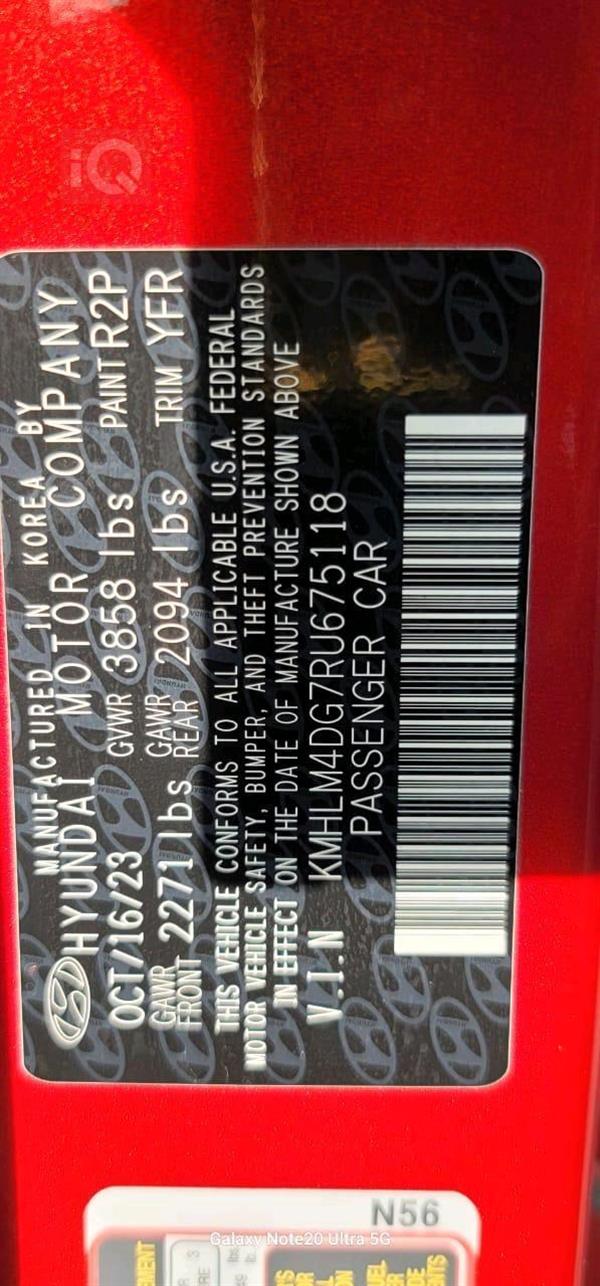 iQ
MANUFACTURED IN KOREA BY
HYUNDAI MOTOR COMPANY
OCT/16/23 GVWR 3858 lbs PAINT R2P
GAWR FRONT 2271 lbs GAWR REAR 2094 lbs TRIM YFR
THIS VEHICLE CONFORMS TO ALL APPLICABLE U.S.A. FEDERAL
MOTOR VEHICLE SAFETY, BUMPER, AND THEFT PREVENTION STANDARDS
IN EFFECT ON THE DATE OF MANUFACTURE SHOWN ABOVE
V.I.N KMHLM4DG7RU675118
PASSENGER CAR
N56
Galaxy Note20 Ultra 5G